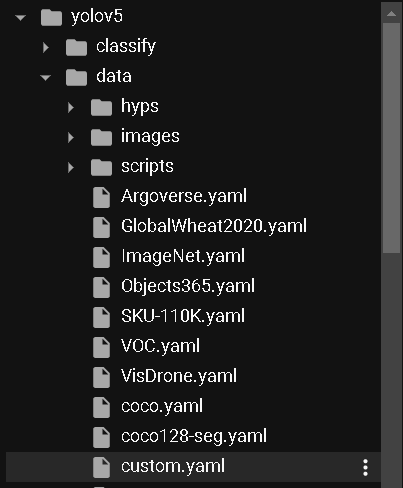 yolov5
classify
data
hyps
images
scripts
Argoverse.yaml
GlobalWheat2020.yaml
ImageNet.yaml
Objects365.yaml
SKU-110K.yaml
VOC.yaml
VisDrone.yaml
coco.yaml
coco128-seg.yaml
custom.yaml